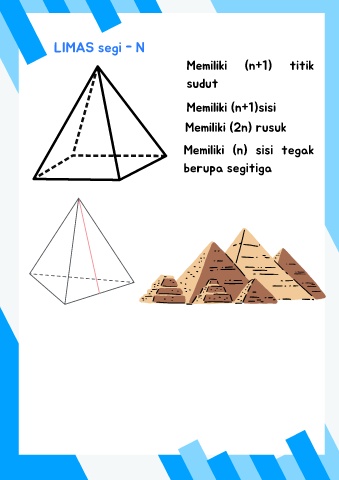 LIMAS segi - N
Memiliki (n+1) titik
sudut
Memiliki (n+1)sisi
Memiliki (2n) rusuk
Memiliki (n) sisi tegak
berupa segitiga